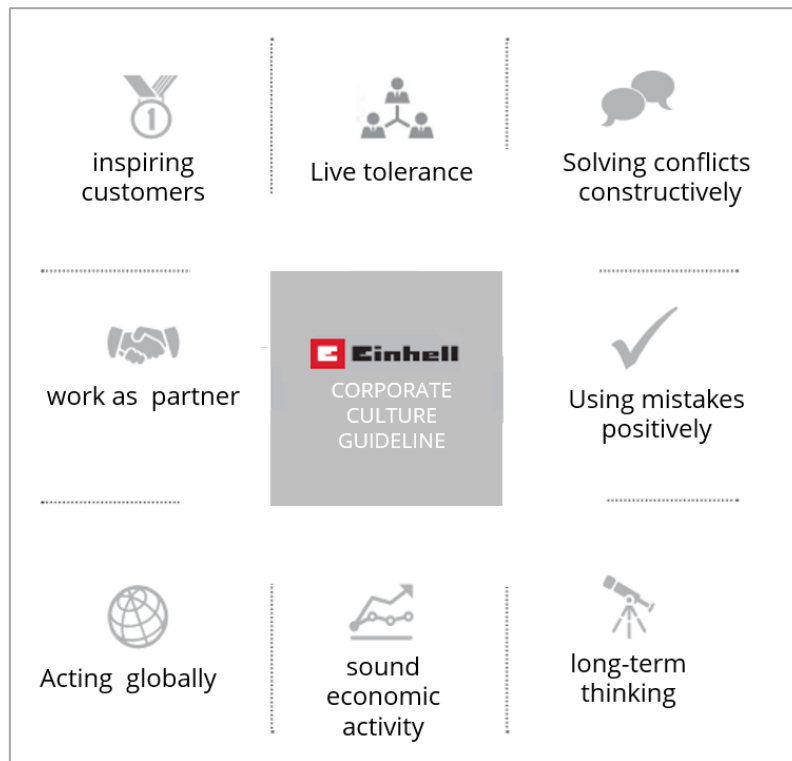 1
inspiring
customers
Live tolerance
Solving conflicts
constructively
work as partner
Einhell
CORPORATE
CULTURE
GUIDELINE
Using mistakes
positively
Acting globally
sound
economic
activity
long-term
thinking